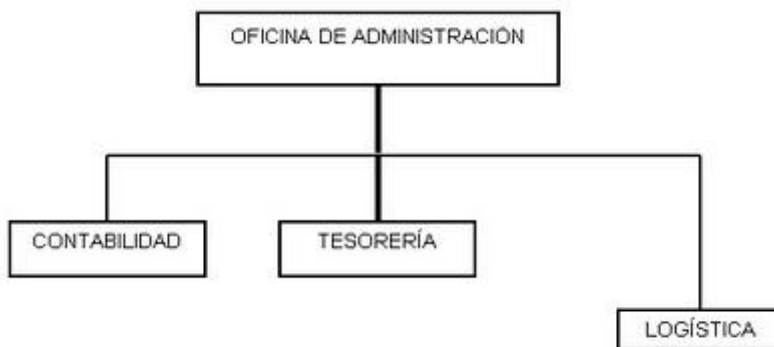 OFICINA DE ADMINISTRACIÓN
CONTABILIDAD
TESORERÍA
LOGÍSTICA